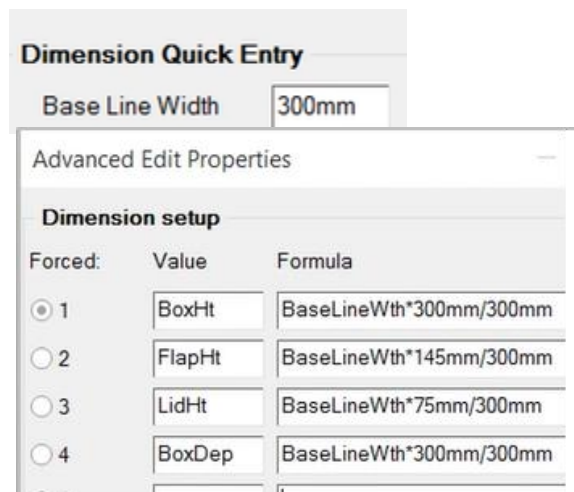 Dimension Quick Entry
Base Line Width 300mm
Advanced Edit Properties
Dimension setup
Forced: Value Formula
1 BoxHt BaseLineWth*300mm/300mm
2 FlapHt BaseLineWth*145mm/300mm
3 LidHt BaseLineWth*75mm/300mm
4 BoxDep BaseLineWth*300mm/300mm